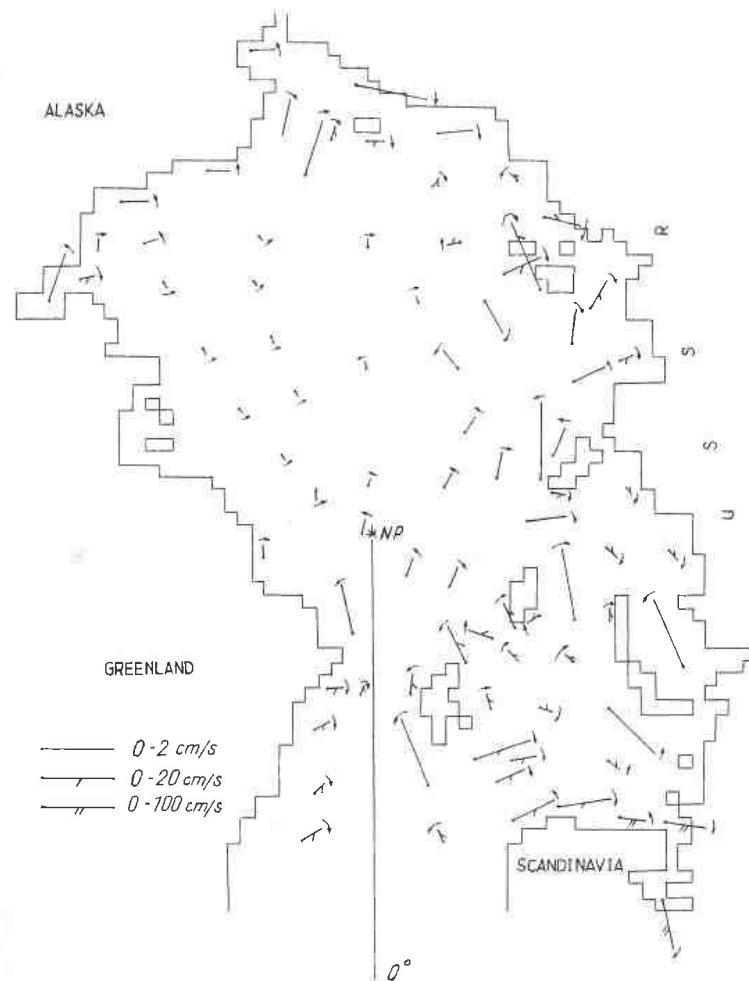 ALASKA
R
S
S
U
NP
GREENLAND
0-2 cm/s
0-20 cm/s
0-100 cm/s
SCANDINAVIA
0°